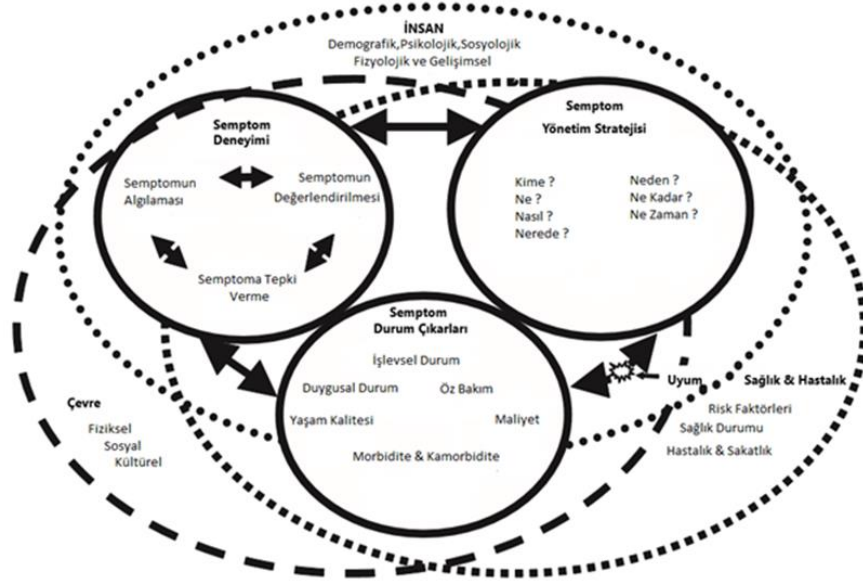 İNSAN
Demografik,Psikolojik,Sosyolojik
Fizyolojik ve Gelişimsel
Semptom
Deneyimi
Semptomun
Algılaması
Semptomun
Değerlendirilmesi
Semptoma Tepki
Verme
Semptom
Yönetim Stratejisi
Kime ?
Ne ?
Nasıl ?
Nerede ?
Neden ?
Ne Kadar ?
Ne Zaman ?
Semptom
Durum Çıkarları
İşlevsel Durum
Duygusal Durum
Öz Bakım
Yaşam Kalitesi
Maliyet
Morbidite & Kamorbidite
Uyum
Çevre
Fiziksel
Sosyal
Kültürel
Sağlık & Hastalık
Risk Faktörleri
Sağlık Durumu
Hastalık & Sakatlık